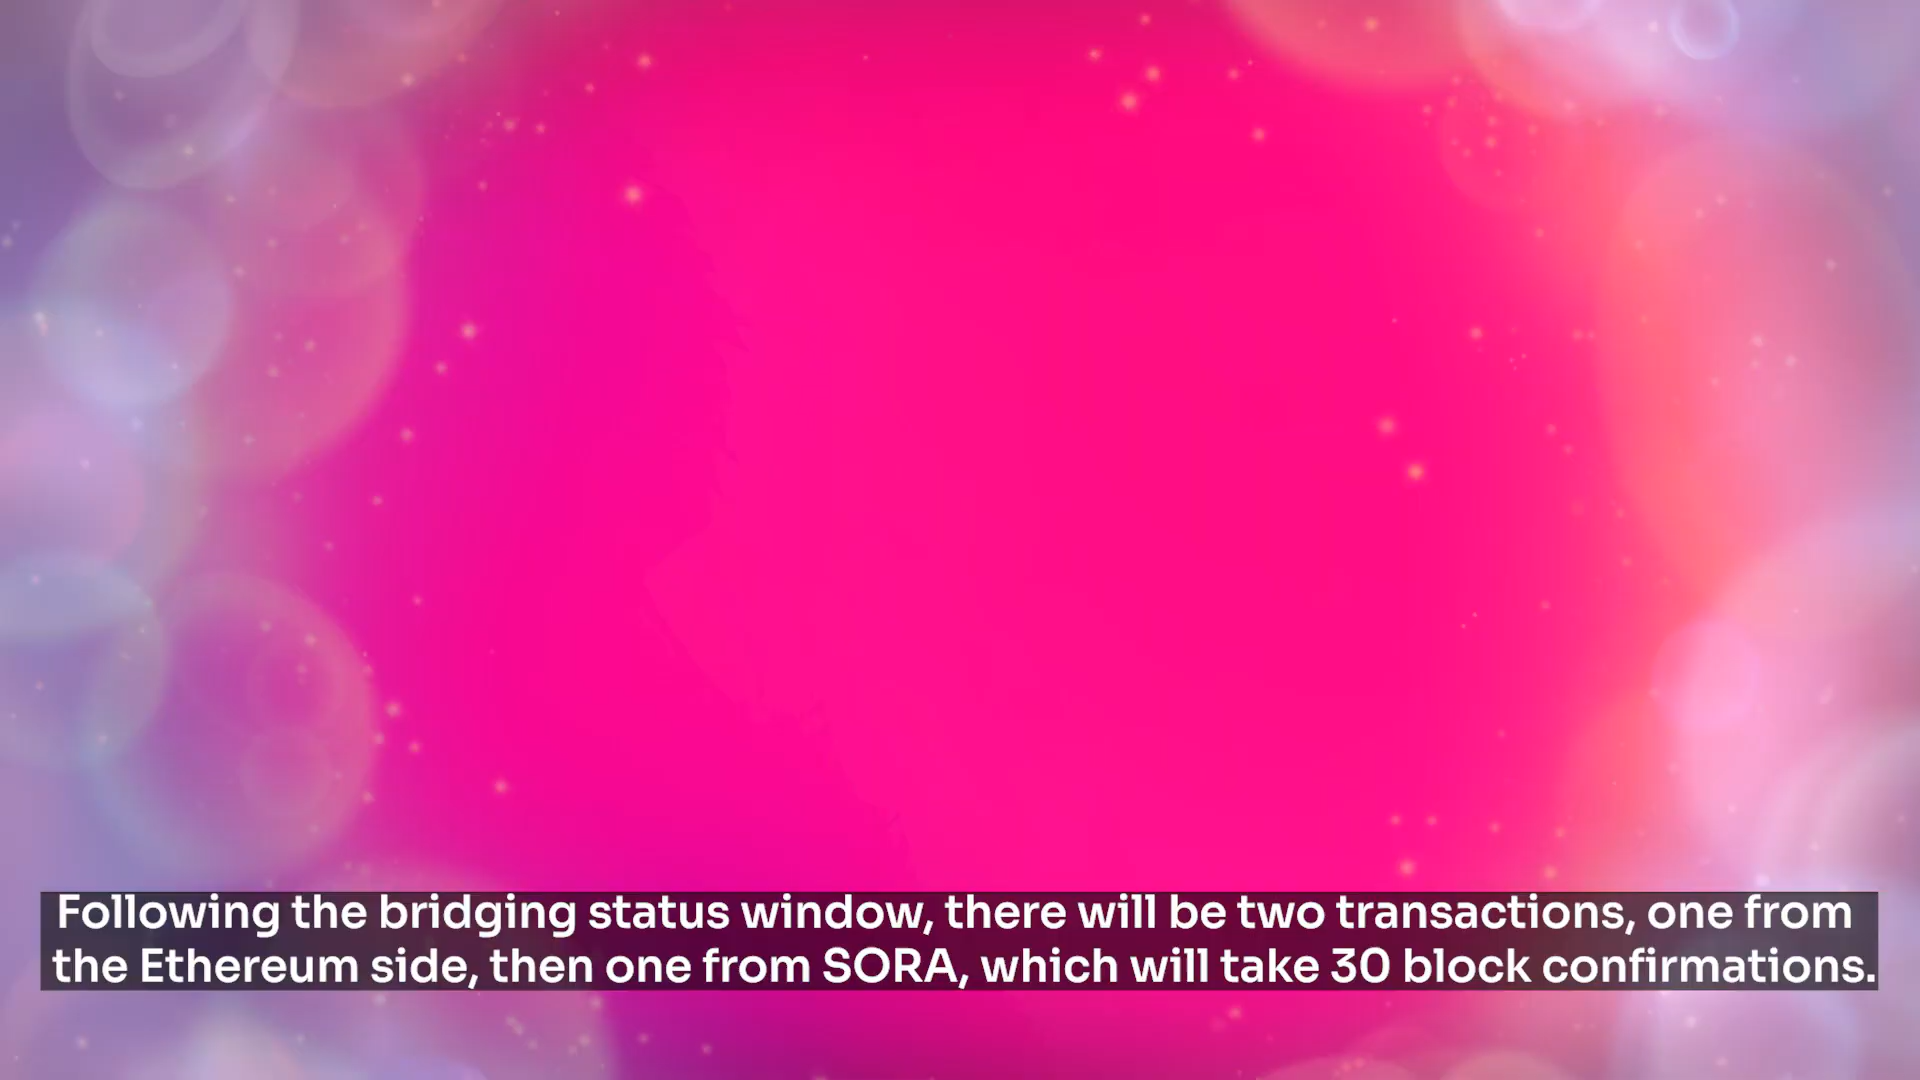 Following the bridging status window, there will be two transactions, one from
the Ethereum side, then one from SORA, which will take 30 block confirmations.